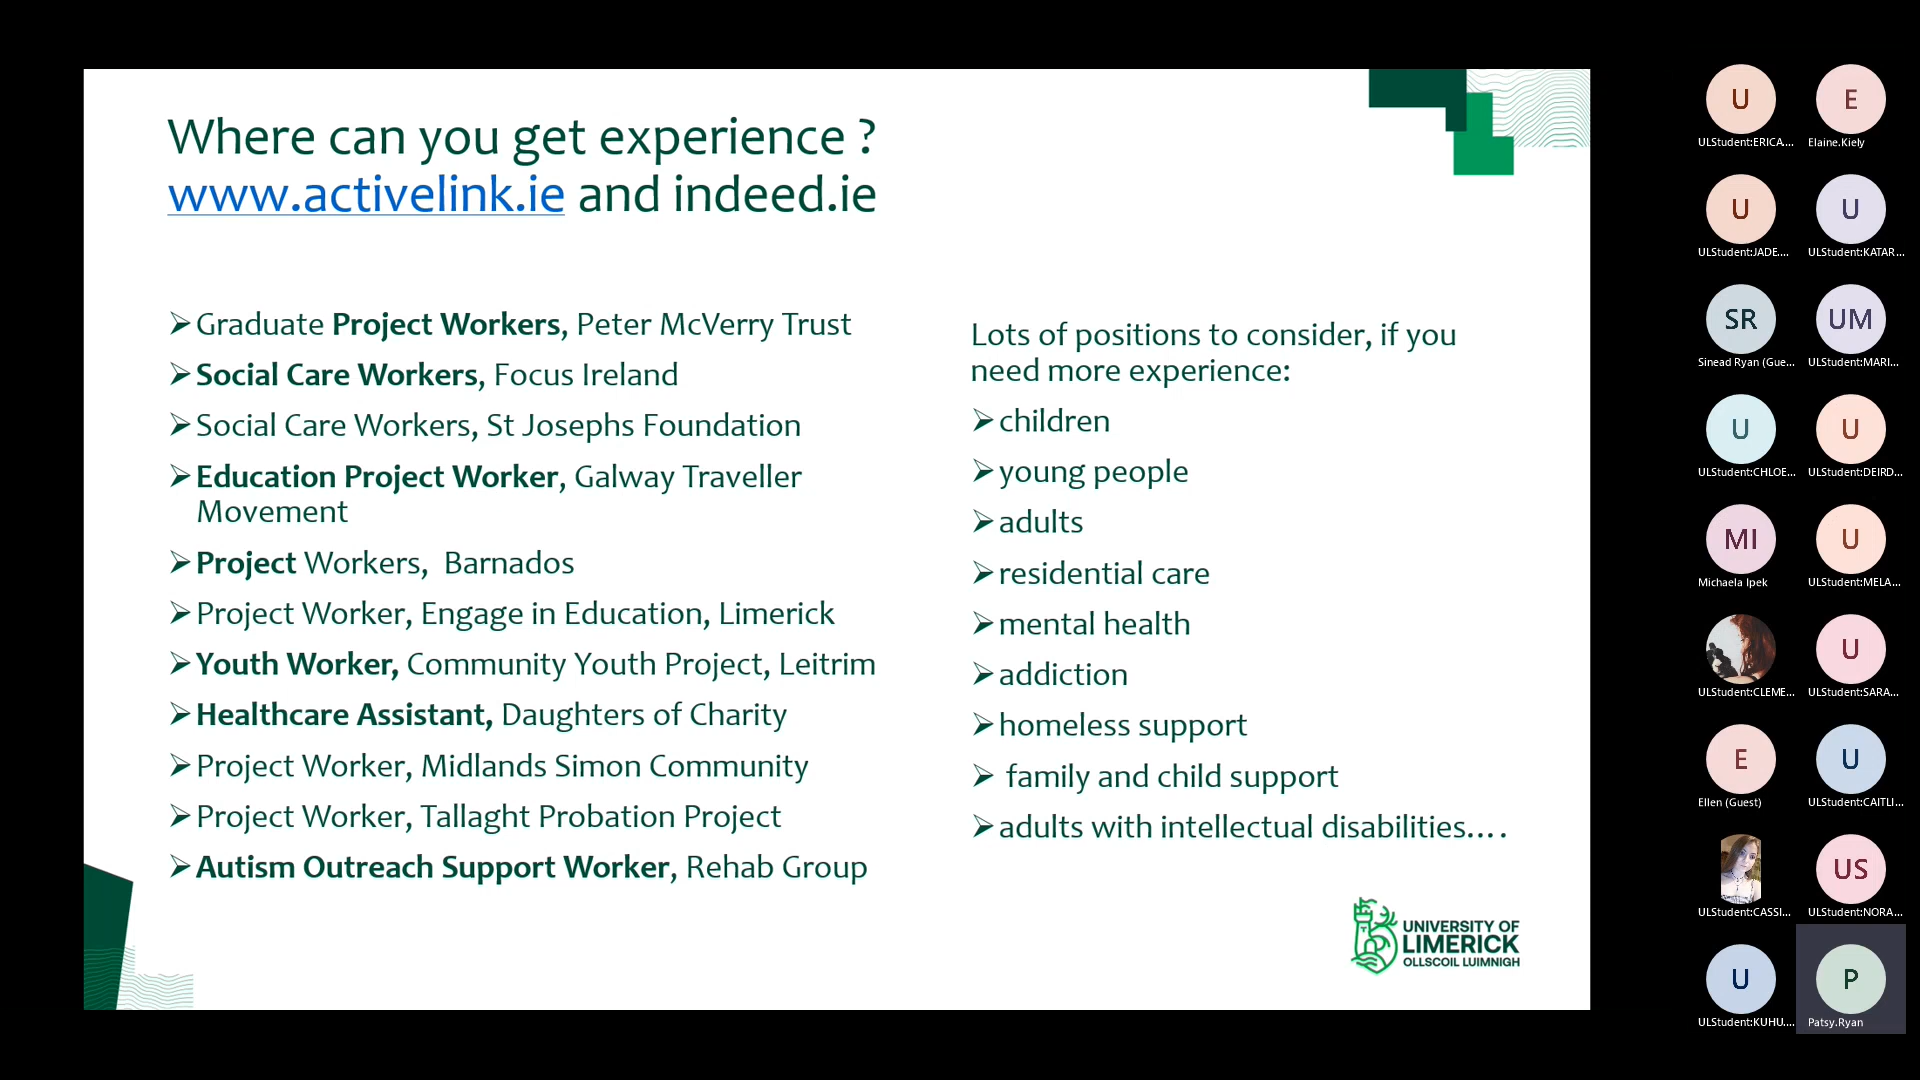 Where can you get experience ?
www.activelink.ie and indeed.ie
➢Graduate Project Workers, Peter McVerry Trust
➢Social Care Workers, Focus Ireland
➢Social Care Workers, St Josephs Foundation
➢Education Project Worker, Galway Traveller
Movement
➢Project Workers,  Barnados
➢Project Worker, Engage in Education, Limerick
➢Youth Worker, Community Youth Project, Leitrim
➢Healthcare Assistant, Daughters of Charity
➢Project Worker, Midlands Simon Community
➢Project Worker, Tallaght Probation Project
➢Autism Outreach Support Worker, Rehab Group
Lots of positions to consider, if you
need more experience:
➢children
➢young people
➢adults
➢residential care
➢mental health
➢addiction
➢homeless support
➢ family and child support
➢adults with intellectual disabilities….
UNIVERSITY OF
LIMERICK
OLLSCOIL LUIMNIGH
U
ULStudent:ERICA....
E
Elaine.Kiely
U
ULStudent:JADE....
U
ULStudent:KATAR...
SR
Sinead Ryan (Gue...
UM
ULStudent:MARI...
U
ULStudent:CHLOE...
U
ULStudent:DEIRD...
MI
Michaela Ipek
U
ULStudent:MELA...
ULStudent:CLEME...
U
ULStudent:SARA...
E
Ellen (Guest)
U
ULStudent:CAITLI...
ULStudent:CASSI...
US
ULStudent:NORA...
U
ULStudent:KUHU....
P
Patsy.Ryan